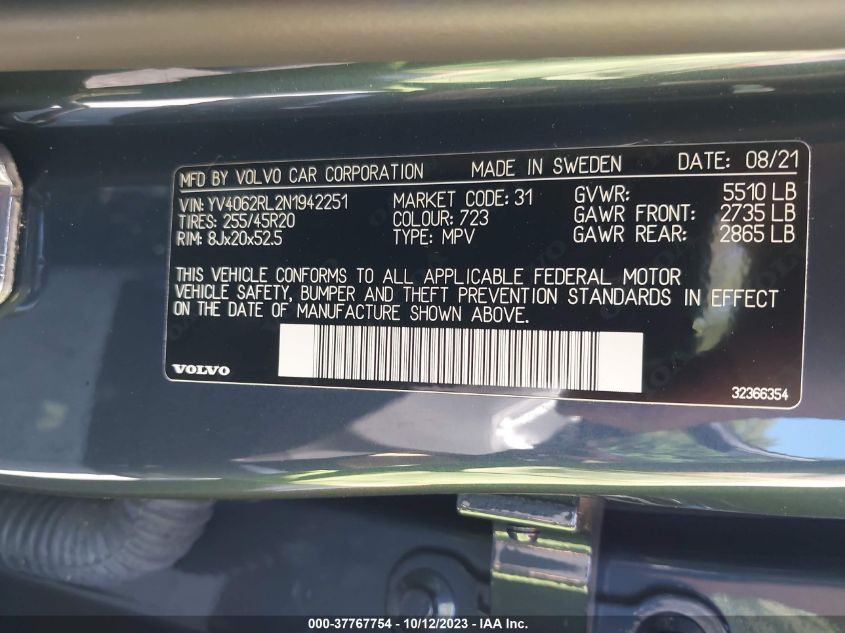 MFD BY VOLVO CAR CORPORATION MADE IN SWEDEN DATE: 08/21
VIN: YV4062RL2N1942251 MARKET CODE: 31 GVWR: 5510 LB
TIRES: 255/45R20 COLOUR: 723 GAWR FRONT: 2735 LB
RIM: 8Jx20x52.5 TYPE: MPV GAWR REAR: 2865 LB
THIS VEHICLE CONFORMS TO ALL APPLICABLE FEDERAL MOTOR
VEHICLE SAFETY, BUMPER AND THEFT PREVENTION STANDARDS IN EFFECT
ON THE DATE OF MANUFACTURE SHOWN ABOVE.
VOLVO 32366354
000-37767754 - 10/12/2023 - IAA Inc.